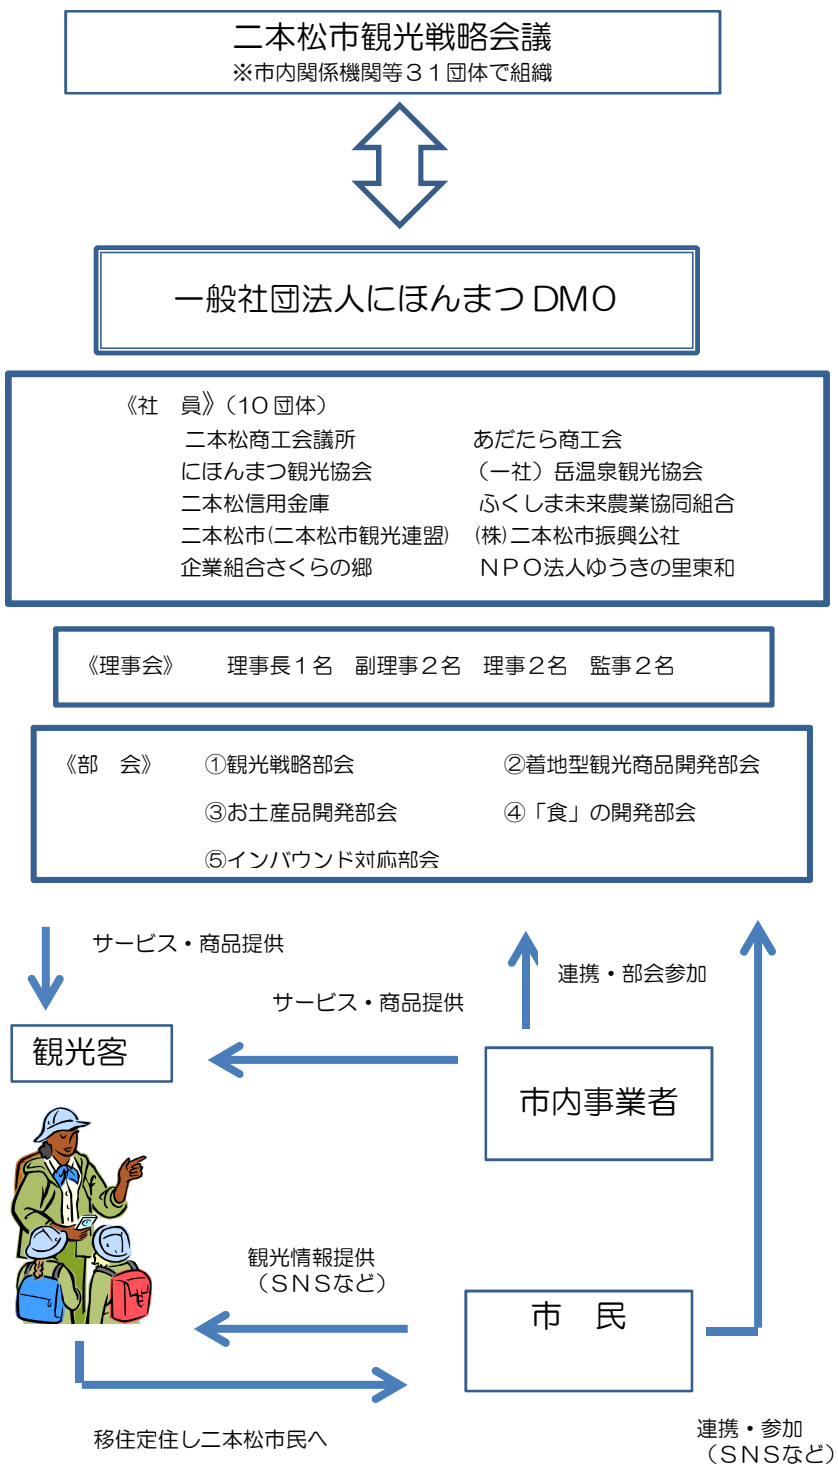 二本松市観光戦略会議
※市内関係機関等31団体で組織
一般社団法人にほんまつDMO
《社　員》（10団体）
二本松商工会議所　あだたら商工会
にほんまつ観光協会　（一社）岳温泉観光協会
二本松信用金庫　ふくしま未来農業協同組合
二本松市(二本松市観光連盟)　(株)二本松市振興公社
企業組合さくらの郷　NPO法人ゆうきの里東和
《理事会》　理事長１名　副理事２名　理事２名　監事２名
《部　会》　①観光戦略部会　②着地型観光商品開発部会
③お土産品開発部会　④「食」の開発部会
⑤インバウンド対応部会
サービス・商品提供
連携・部会参加
サービス・商品提供
観光客
市内事業者
観光情報提供
（SNSなど）
市　民
移住定住し二本松市民へ
連携・参加
（SNSなど）